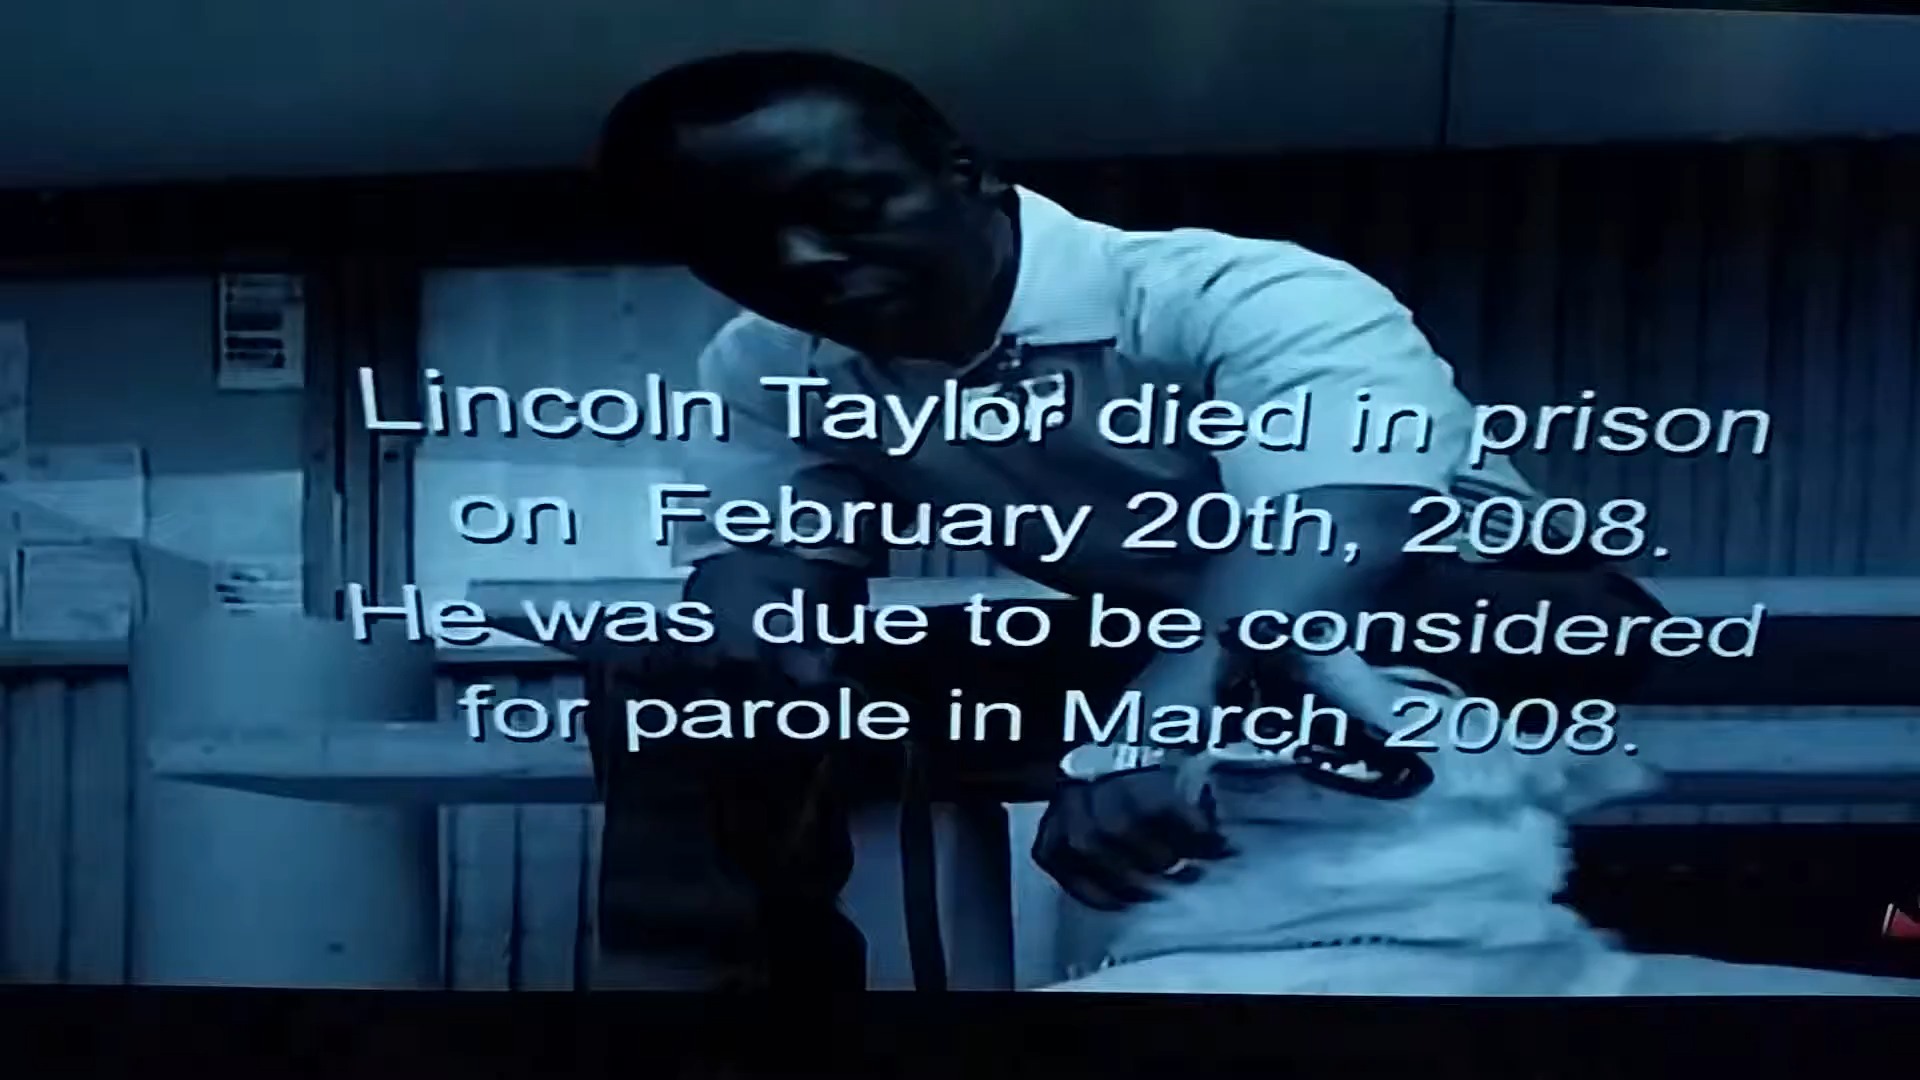 Lincoln Taylor died in prison
on February 20th, 2008.
He was due to be considered
for parole in March 2008.